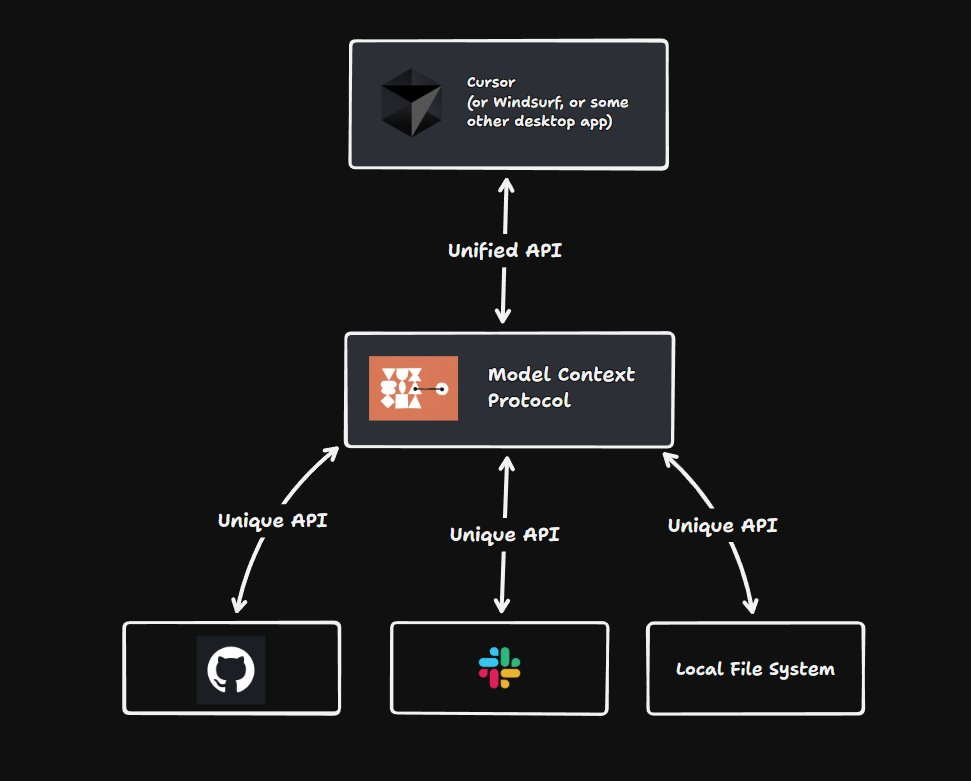 Cursor
(or Windsurf, or some
other desktop app)
Unified API
Model Context
Protocol
Unique API
Unique API
Unique API
Local File System